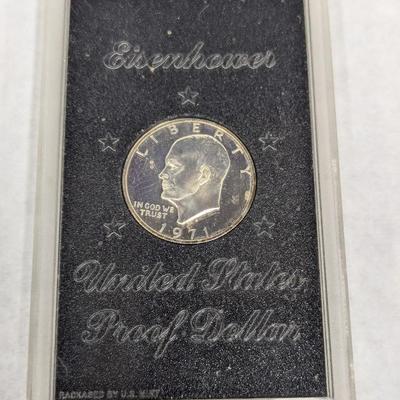 Eisenhower
LIBERTY
IN GOD WE
TRUST
1971
United States
Proof Dollar
PACKAGED BY U.S. MINT